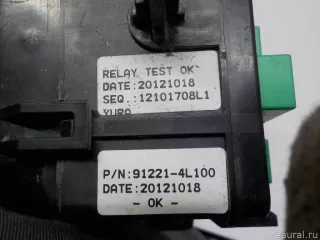 RELAY TEST OK
DATE:20121018
SEQ.:12101708L1
YURA
P/N:91221-4L100
DATE:20121018
- OK -